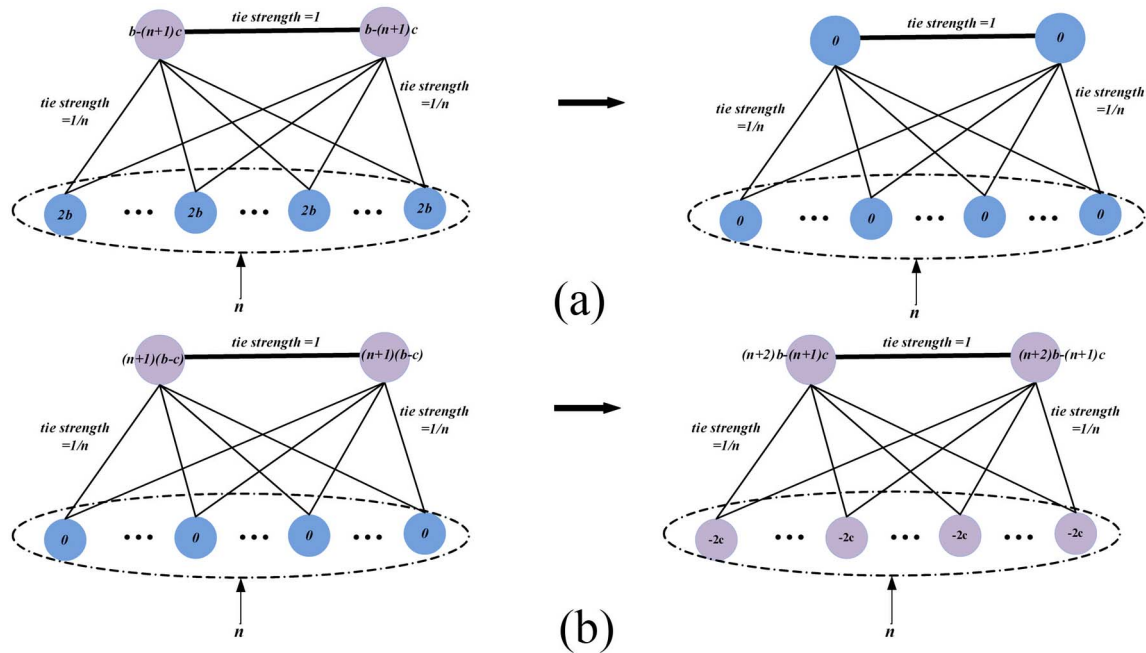 tie strength =1
b-(n+1)c
b-(n+1)c
tie strength
=1/n
tie strength
=1/n
2b
•••
2b
•••
2b
•••
2b
n
tie strength =1
0
0
tie strength
=1/n
tie strength
=1/n
0
•••
0
•••
0
•••
0
n
(a)
tie strength =1
(n+1)(b-c)
(n+1)(b-c)
tie strength
=1/n
tie strength
=1/n
0
•••
0
•••
0
•••
0
n
tie strength =1
(n+2)b-(n+1)c
(n+2)b-(n+1)c
tie strength
=1/n
tie strength
=1/n
-2c
•••
-2c
•••
-2c
•••
-2c
n
(b)